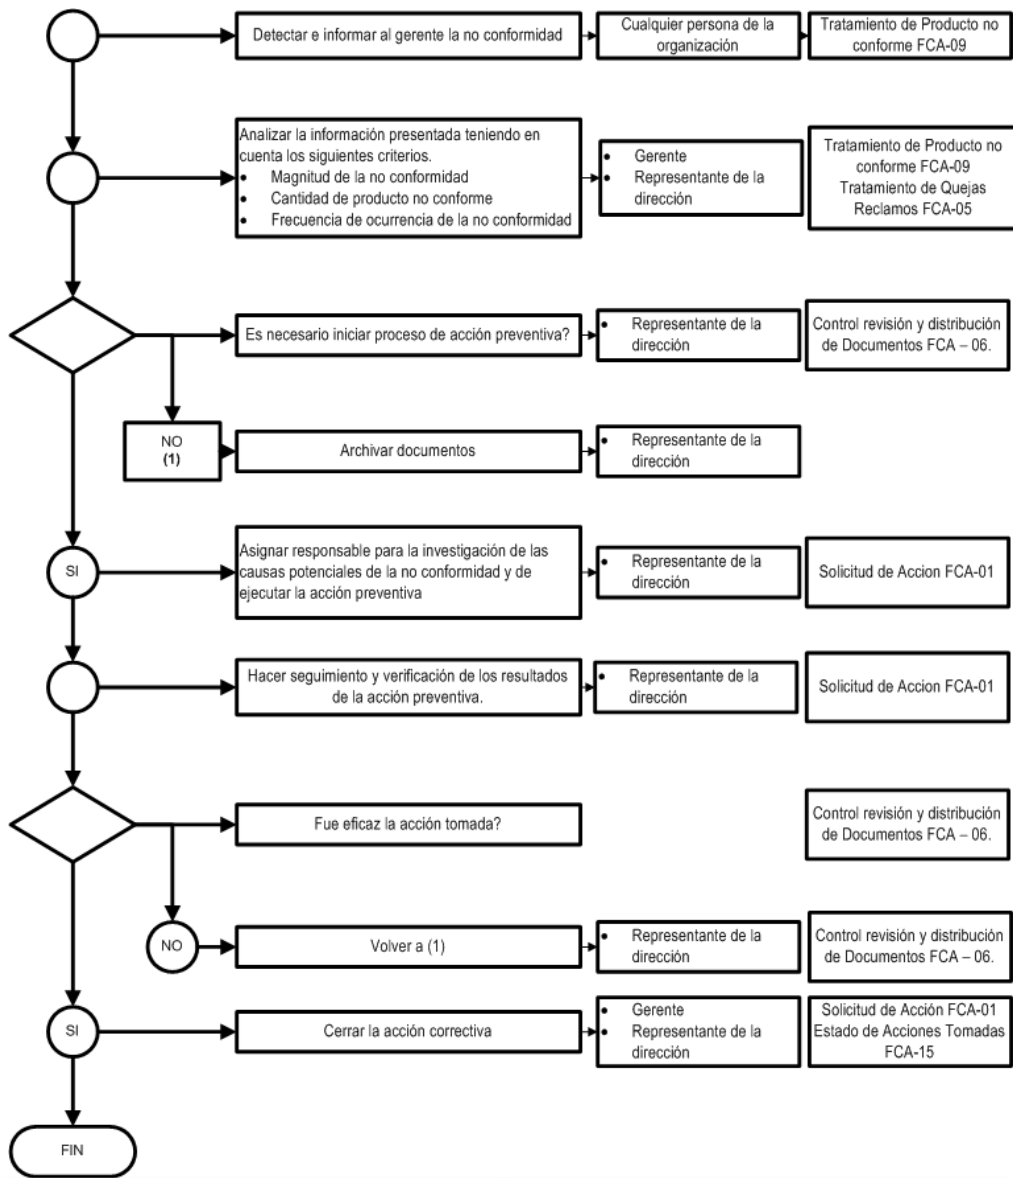 Detectar e informar al gerente la no conformidad
Cualquier persona de la
organización
Tratamiento de Producto no
conforme FCA-09
Analizar la información presentada teniendo en
cuenta los siguientes criterios.
• Magnitud de la no conformidad
• Cantidad de producto no conforme
• Frecuencia de ocurrencia de la no conformidad
• Gerente
• Representante de la
dirección
Tratamiento de Producto no
conforme FCA-09
Tratamiento de Quejas
Reclamos FCA-05
Es necesario iniciar proceso de acción preventiva?
• Representante de la
dirección
Control revisión y distribución
de Documentos FCA – 06.
NO
(1)
Archivar documentos
• Representante de la
dirección
SI
Asignar responsable para la investigación de las
causas potenciales de la no conformidad y de
ejecutar la acción preventiva
• Representante de la
dirección
Solicitud de Accion FCA-01
Hacer seguimiento y verificación de los resultados
de la acción preventiva.
• Representante de la
dirección
Solicitud de Accion FCA-01
Fue eficaz la acción tomada?
Control revisión y distribución
de Documentos FCA – 06.
NO
Volver a (1)
• Representante de la
dirección
Control revisión y distribución
de Documentos FCA – 06.
SI
Cerrar la acción correctiva
• Gerente
• Representante de la
dirección
Solicitud de Acción FCA-01
Estado de Acciones Tomadas
FCA-15
FIN